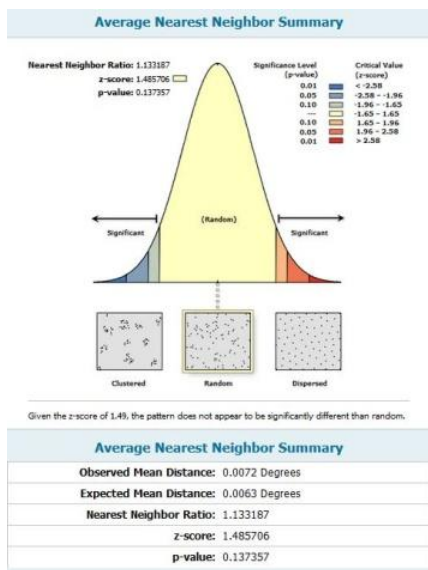 Average Nearest Neighbor Summary
Nearest Neighbor Ratio: 1.133187
z-score: 1.485706
p-value: 0.137357
Significance Level
(p-value)
Critical Value
(z-score)
0.01 < -2.58
0.05 -2.58 - -1.96
0.10 -1.96 - -1.65
--- -1.65 - 1.65
0.10 1.65 - 1.96
0.05 1.96 - 2.58
0.01 > 2.58
(Random)
Significant Significant
Clustered Random Dispersed
Given the z-score of 1.49, the pattern does not appear to be significantly different than random.
Average Nearest Neighbor Summary
Observed Mean Distance: 0.0072 Degrees
Expected Mean Distance: 0.0063 Degrees
Nearest Neighbor Ratio: 1.133187
z-score: 1.485706
p-value: 0.137357